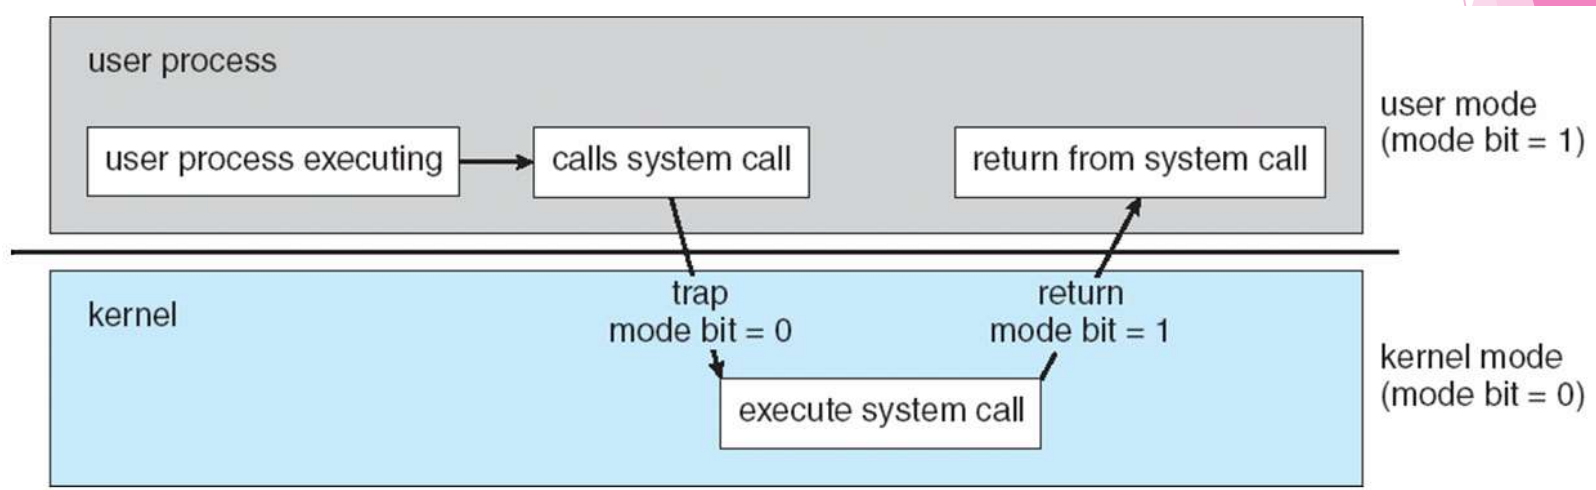 user process
user process executing
calls system call
return from system call
user mode
(mode bit = 1)
kernel
trap
mode bit = 0
return
mode bit = 1
execute system call
kernel mode
(mode bit = 0)